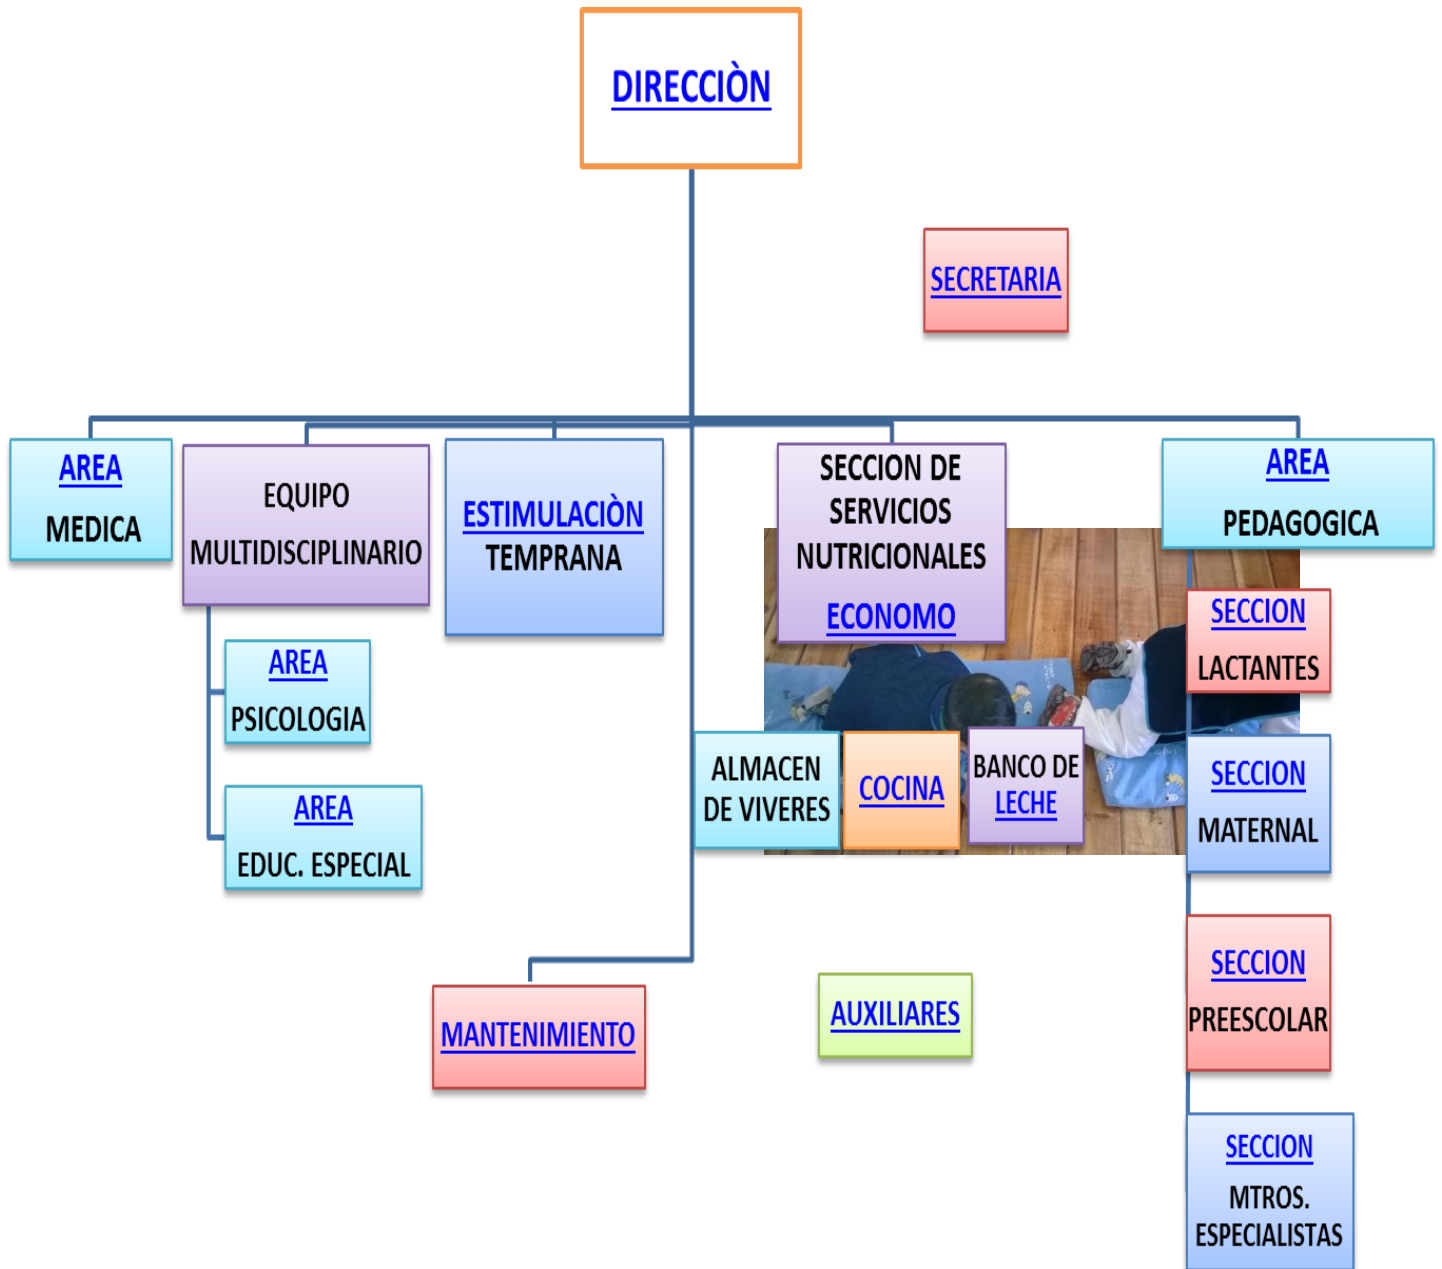 DIRECCIÒN
SECRETARIA
AREA
MEDICA
EQUIPO
MULTIDISCIPLINARIO
AREA
PSICOLOGIA
AREA
EDUC. ESPECIAL
ESTIMULACIÒN
TEMPRANA
SECCION DE
SERVICIOS
NUTRICIONALES
ECONOMO
ALMACEN
DE VIVERES
COCINA
BANCO DE
LECHE
AREA
PEDAGOGICA
SECCION
LACTANTES
SECCION
MATERNAL
SECCION
PREESCOLAR
SECCION
MTROS.
ESPECIALISTAS
MANTENIMIENTO
AUXILIARES